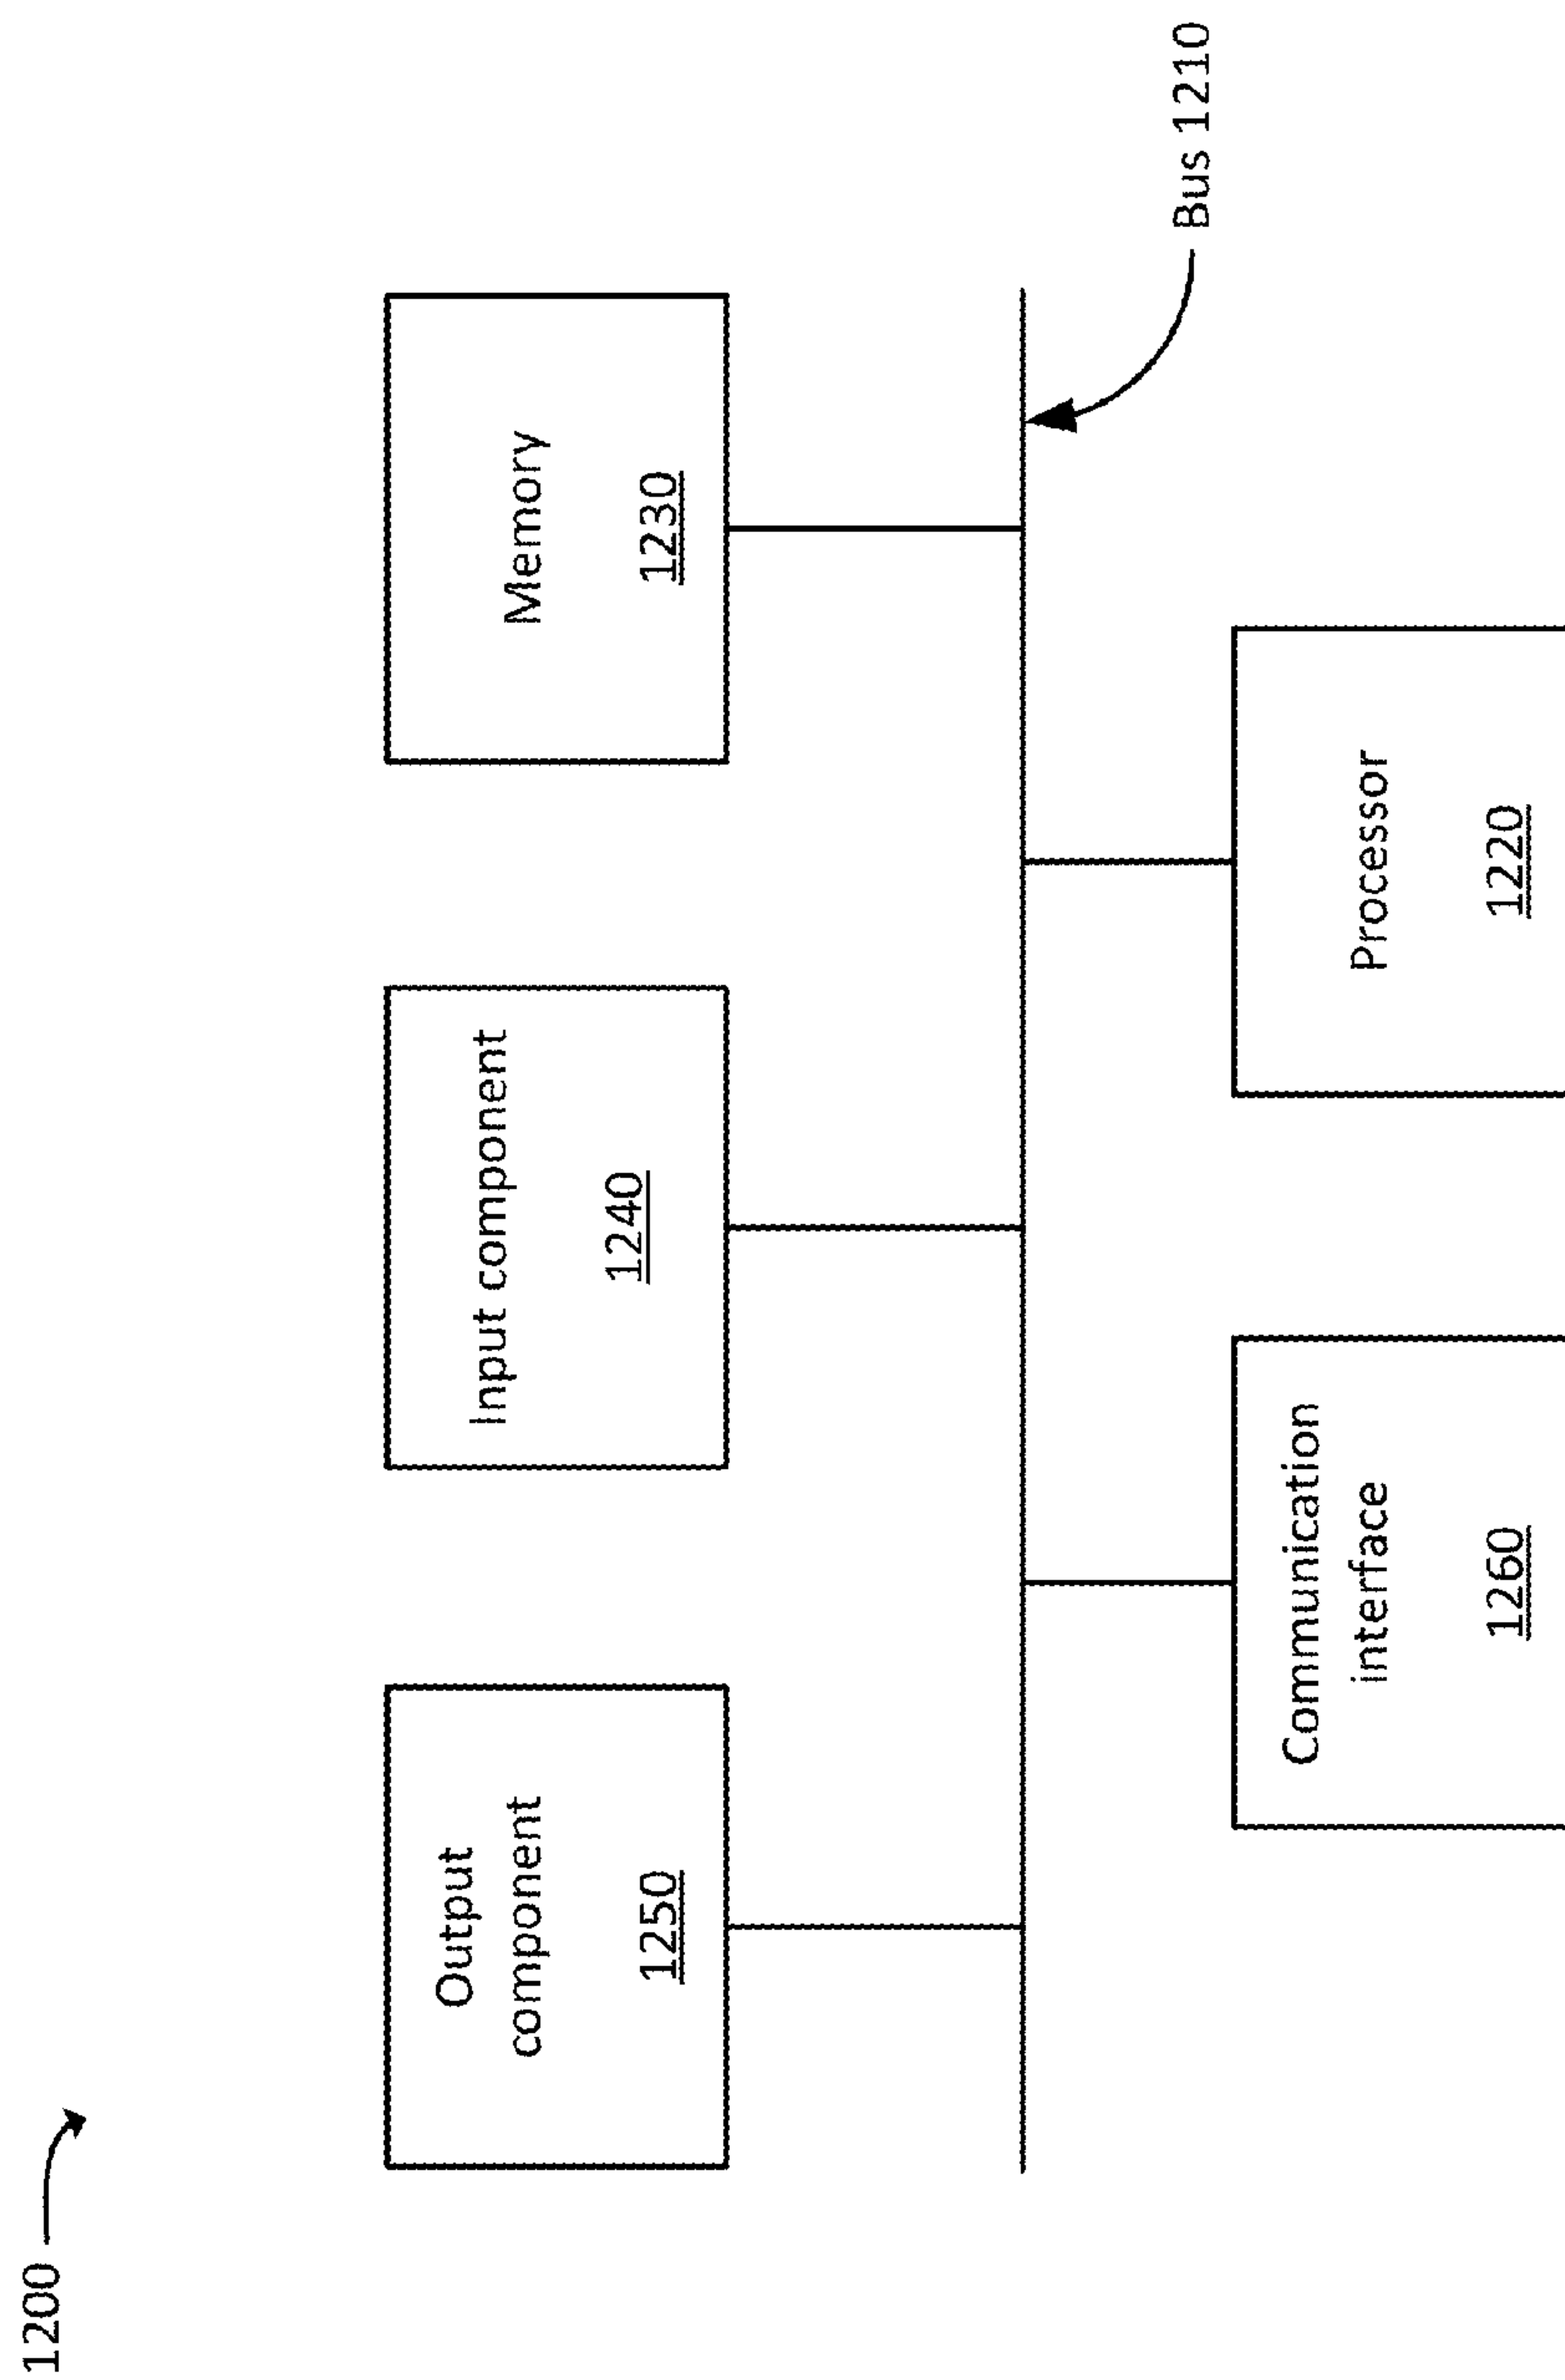 1200
Output
component
1250
Input component
1240
Memory
1230
Communication
interface
1260
Processor
1220
Bus 1210